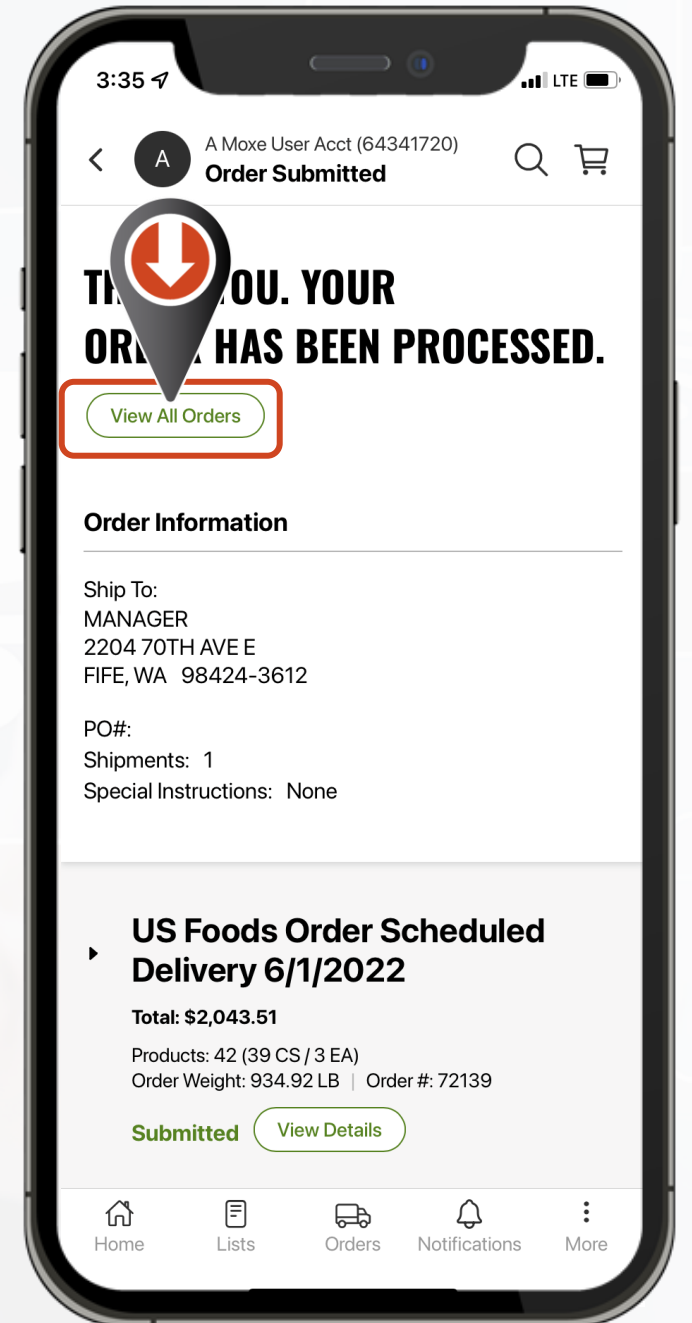 3:35
LTE
A
A Moxe User Acct (64341720)
Order Submitted
YOUR
HAS BEEN PROCESSED.
View All Orders
Order Information
Ship To:
MANAGER
2204 70TH AVE E
FIFE, WA 98424-3612
PO#:
Shipments: 1
Special Instructions: None
US Foods Order Scheduled
Delivery 6/1/2022
Total: $2,043.51
Products: 42 (39 CS / 3 EA)
Order Weight: 934.92 LB | Order #: 72139
Submitted
View Details
Home
Lists
Orders
Notifications
More